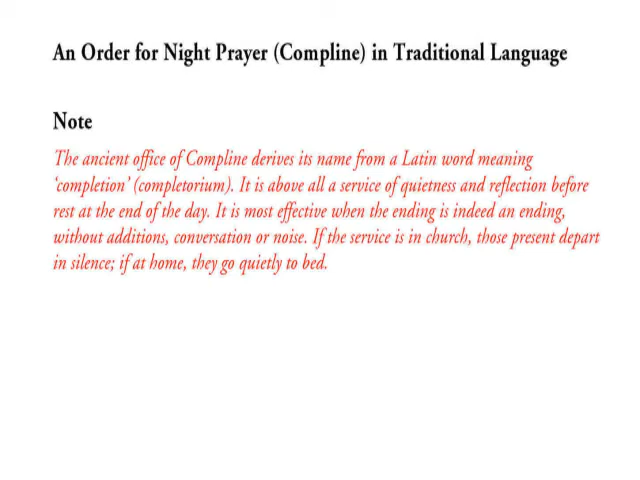 An Order for Night Prayer (Compline) in Traditional Language
Note
The ancient office of Compline derives its name from a Latin word meaning
‘completion’ (completorium). It is above all a service of quietness and reflection before
rest at the end of the day. It is most effective when the ending is indeed an ending,
without additions, conversation or noise. If the service is in church, those present depart
in silence; if at home, they go quietly to bed.